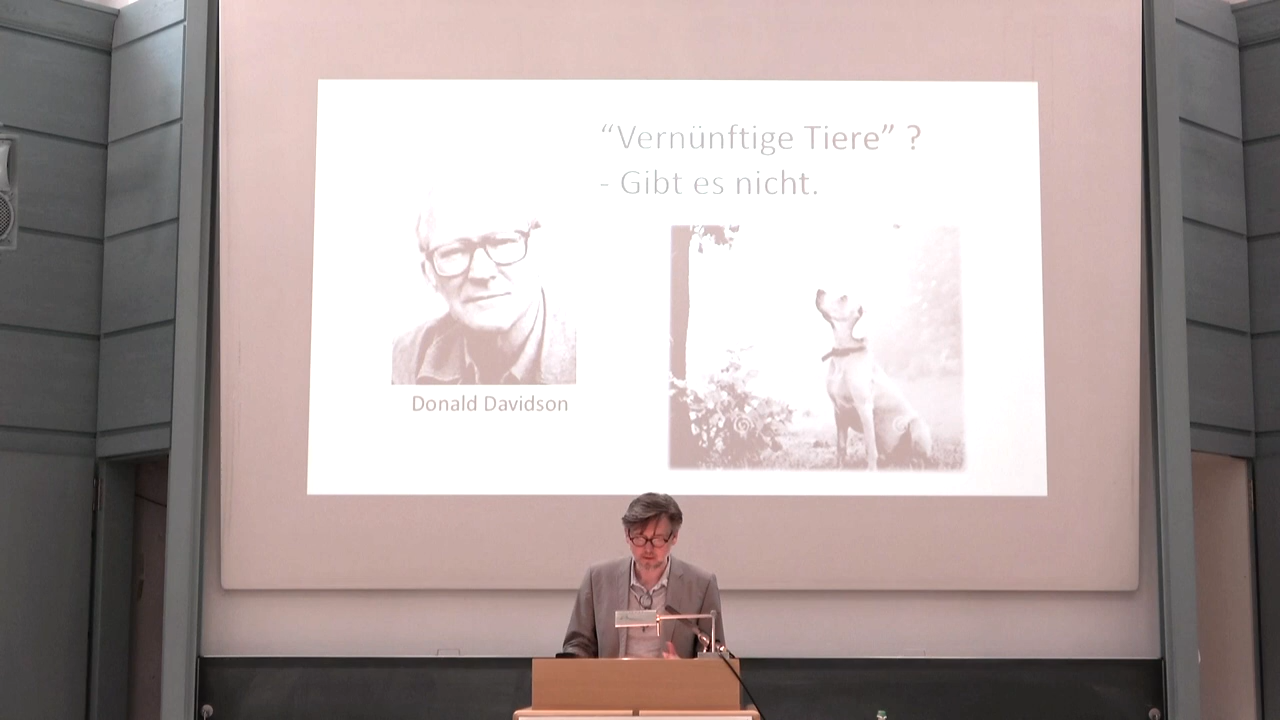 “Vernünftige Tiere” ?
- Gibt es nicht.
Donald Davidson